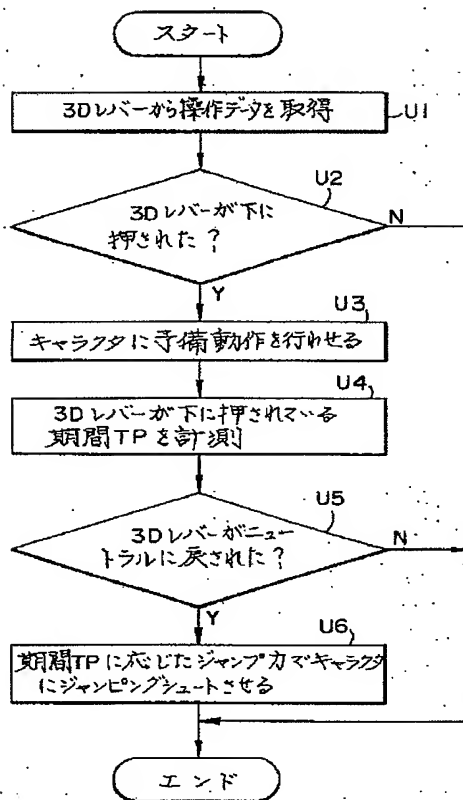 スタート
3Dレバーから操作データを取得
U1
U2
3Dレバーが下に
押された?
N
Y
U3
キャラクタに予備動作を行わせる
U4
3Dレバーが下に押されている
期間TPを計測
U5
3Dレバーがニュー
トラルに戻された?
N
Y
U6
期間TPに応じたジャンプ力でキャラクタ
にジャンピングシュートさせる
エンド